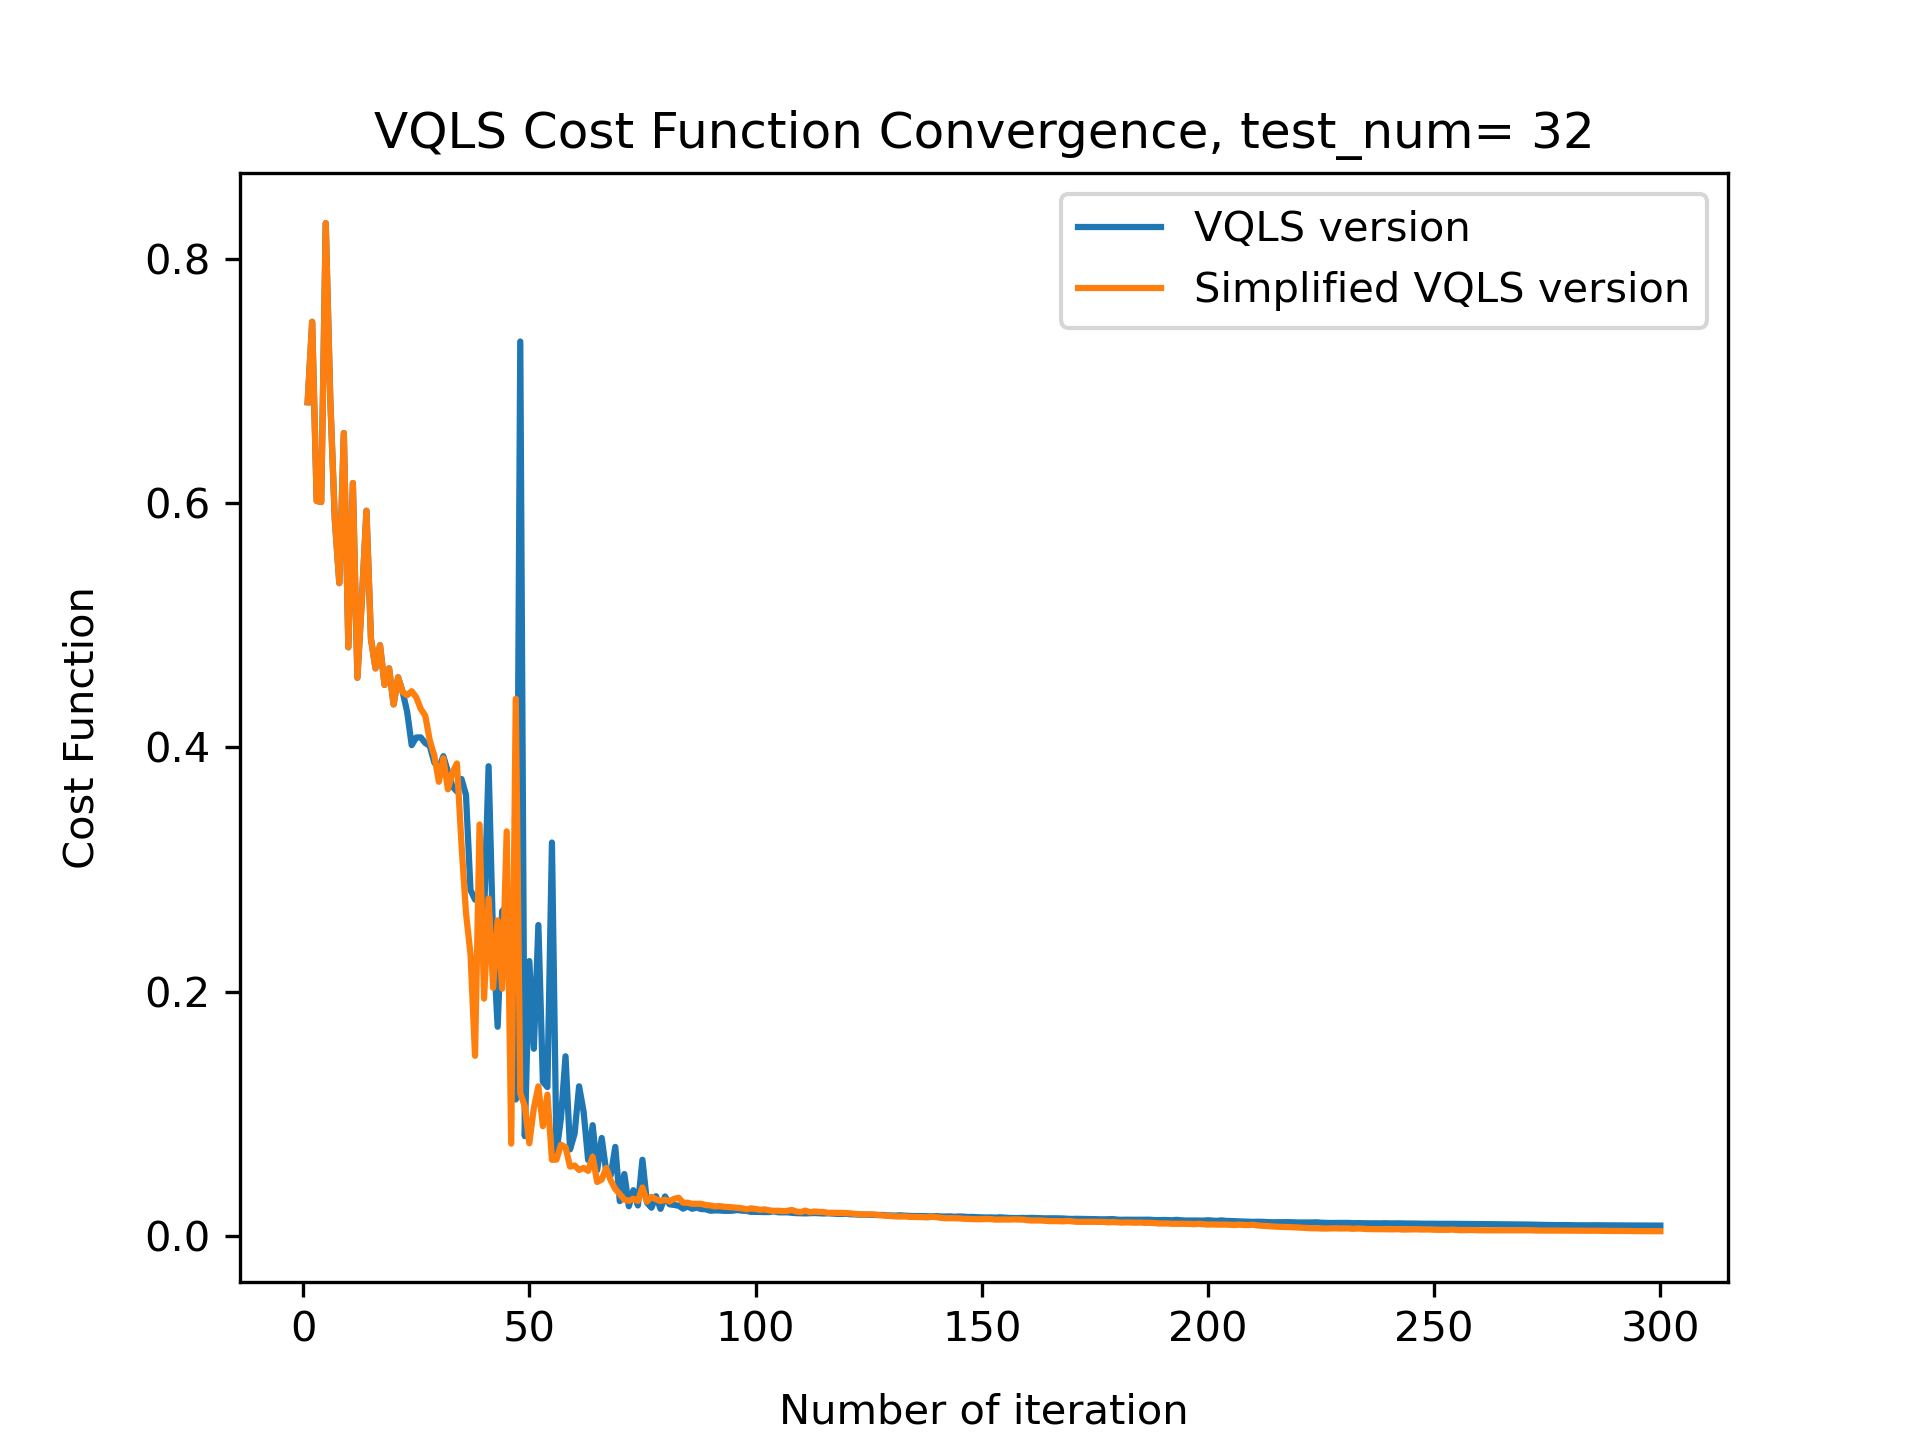 VQLS Cost Function Convergence, test_num= 32
VQLS version
Simplified VQLS version
0.8
0.6
0.4
0.2
0.0
Cost Function
0 50 100 150 200 250 300
Number of iteration